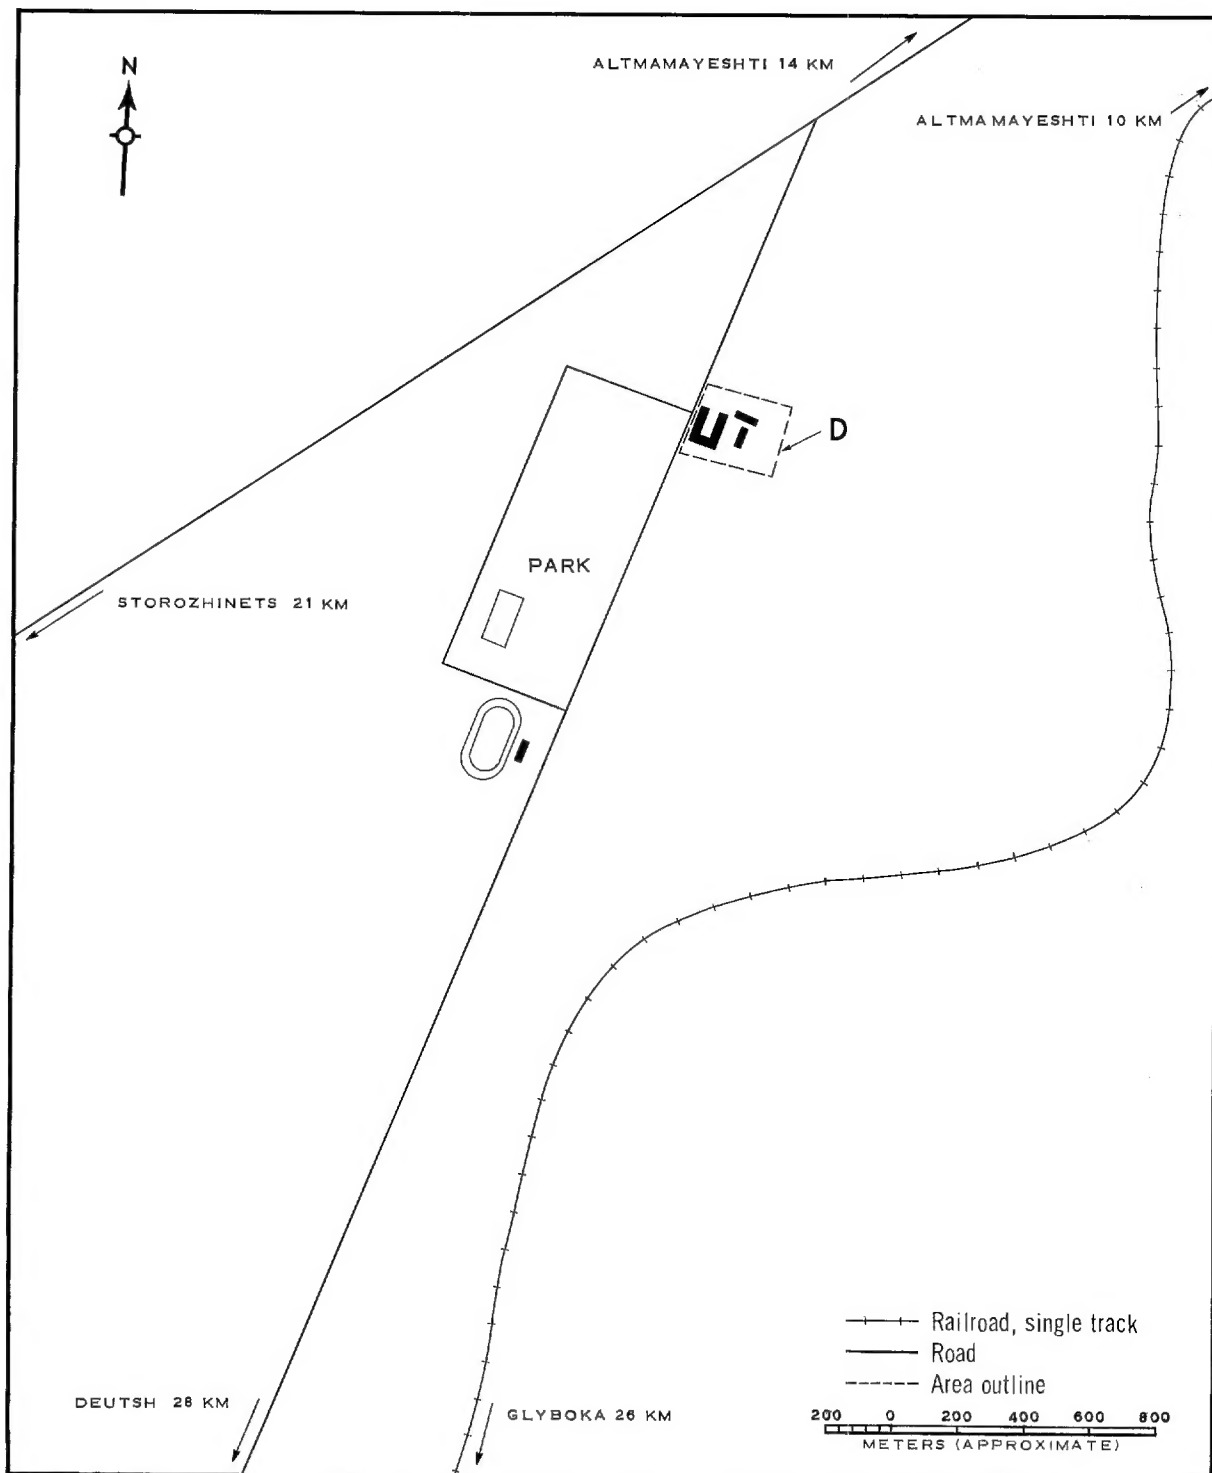 N
ALTMAMAYESHTI 14 KM
ALTMAMAYESHTI 10 KM
D
PARK
STOROZHINETS 21 KM
DEUTSH 28 KM
GLYBOKA 26 KM
Railroad, single track
Road
Area outline
200 0 200 400 600 800
METERS (APPROXIMATE)